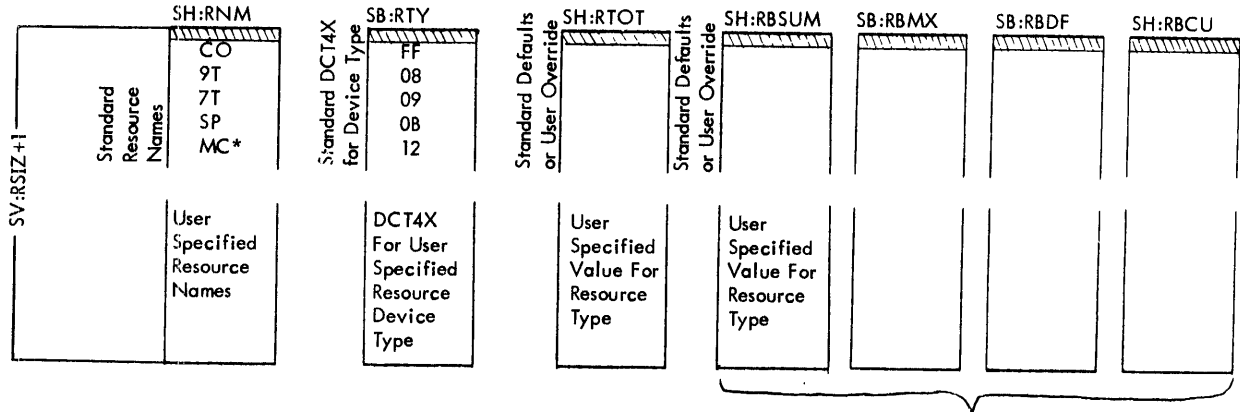 SH:RNM
SB:RTY
SH:RTOT
SH:RBSUM
SB:RBMX
SB:RBDF
SH:RBCU
SV:RSIZ+1
Standard
Resource
Names
CO
9T
7T
SP
MC*
Standard DCT4X
for Device Type
FF
08
09
0B
12
Standard Defaults
or User Override
Standard Defaults
or User Override
User
Specified
Resource
Names
DCT4X
For User
Specified
Resource
Device
Type
User
Specified
Value For
Resource
Type
User
Specified
Value For
Resource
Type